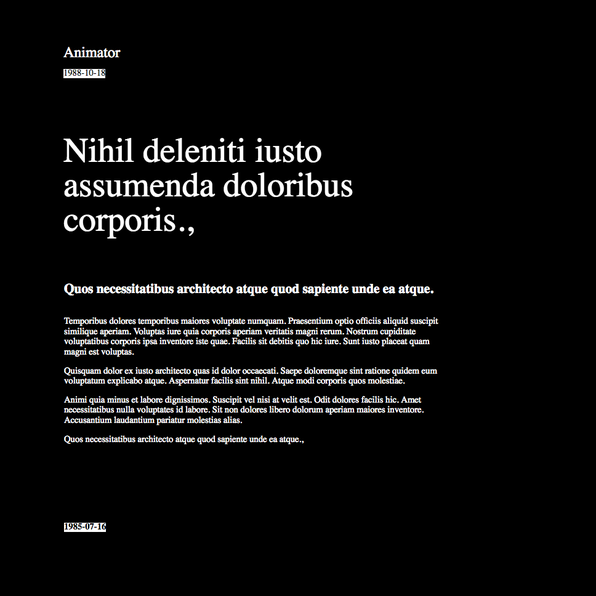 Animator
1988-10-18
Nihil deleniti iusto
assumenda doloribus
corporis.,
Quos necessitatibus architecto atque quod sapiente unde ea atque.
Temporibus dolores temporibus maiores voluptate numquam. Praesentium optio officiis aliquid suscipit
similique aperiam. Voluptas iure quia corporis aperiam veritatis magni rerum. Nostrum cupiditate
voluptatibus corporis ipsa inventore iste quae. Facilis sit debitis quo hic iure. Sunt iusto placeat quam
magni est voluptas.
Quisquam dolor ex iusto architecto quas id dolor occaecati. Saepe doloremque sint ratione quidem eum
voluptatum explicabo atque. Aspernatur facilis sint nihil. Atque modi corporis quos molestiae.
Animi quia minus et labore dignissimos. Suscipit vel nisi at velit est. Odit dolores facilis hic. Amet
necessitatibus nulla voluptates id labore. Sit non dolores libero dolorum aperiam maiores inventore.
Accusantium laudantium pariatur molestias alias.
Quos necessitatibus architecto atque quod sapiente unde ea atque.,
1985-07-16